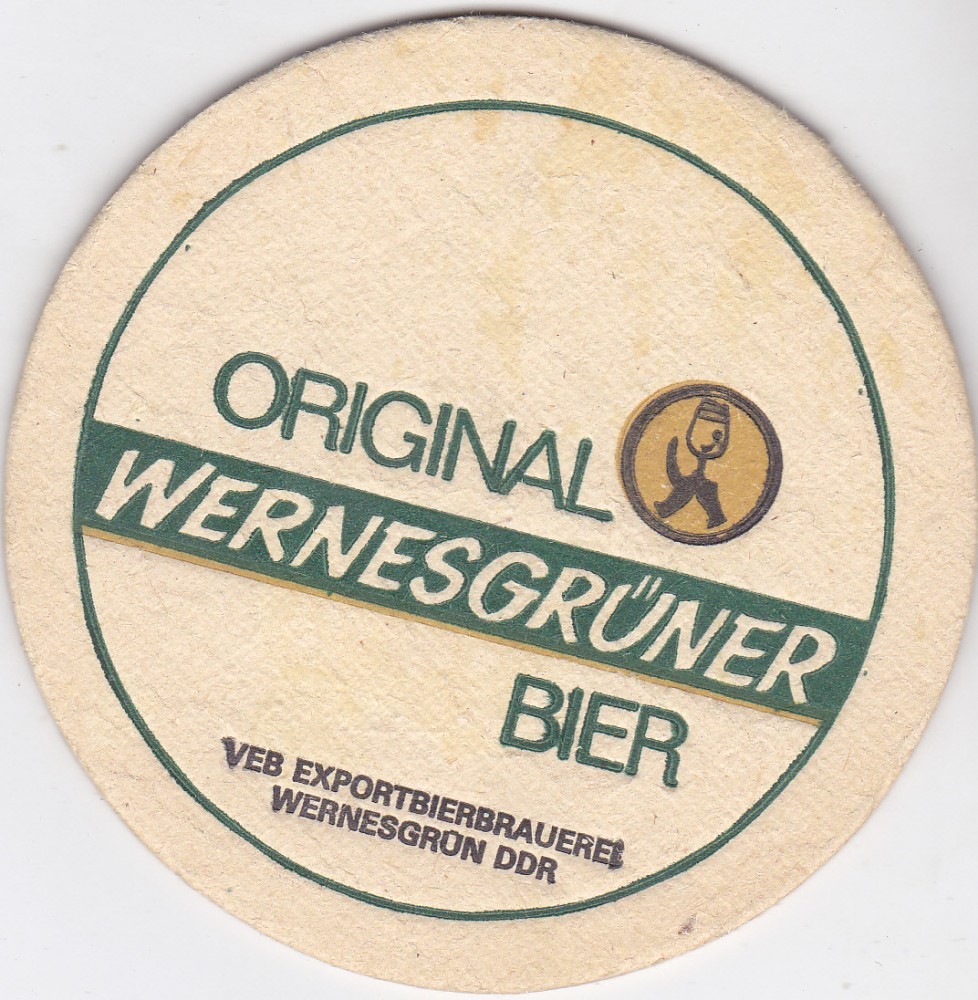 ORIGINAL
WERNESGRÜNER
BIER
VEB EXPORTBIERBRAUEREI
WERNESGRÜN DDR